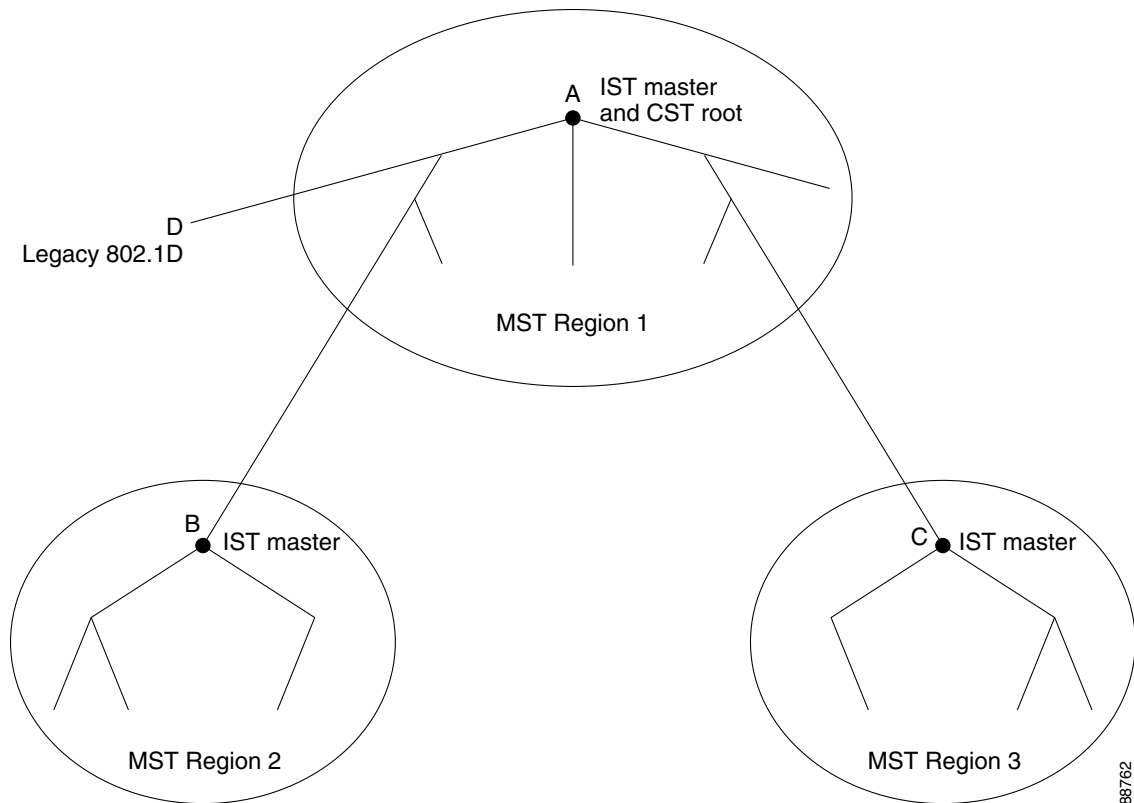 A
IST master
and CST root
D
Legacy 802.1D
MST Region 1
B
IST master
C
IST master
MST Region 2
MST Region 3
88762